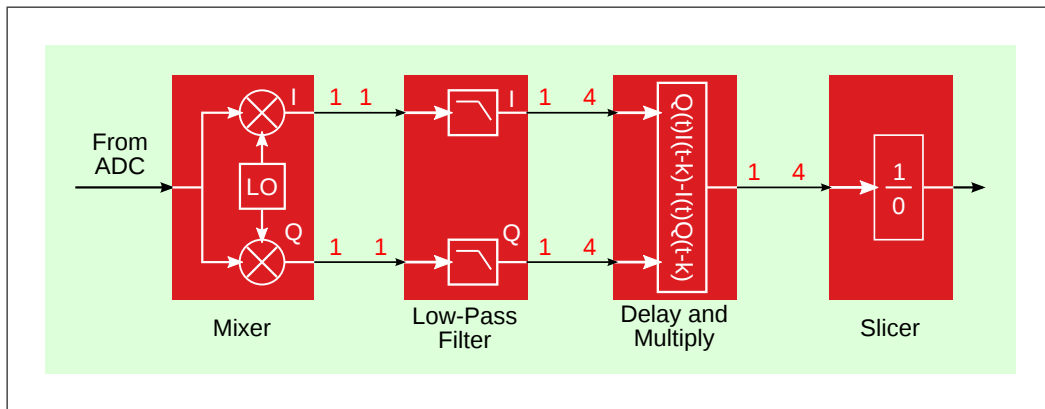 From
ADC
I
LO
Q
Mixer
1 1
1 1
I
Q
Low-Pass
Filter
1 4
1 4
Q(t)I(t-k)-I(t)Q(t-k)
Delay and
Multiply
1 4
1
0
Slicer